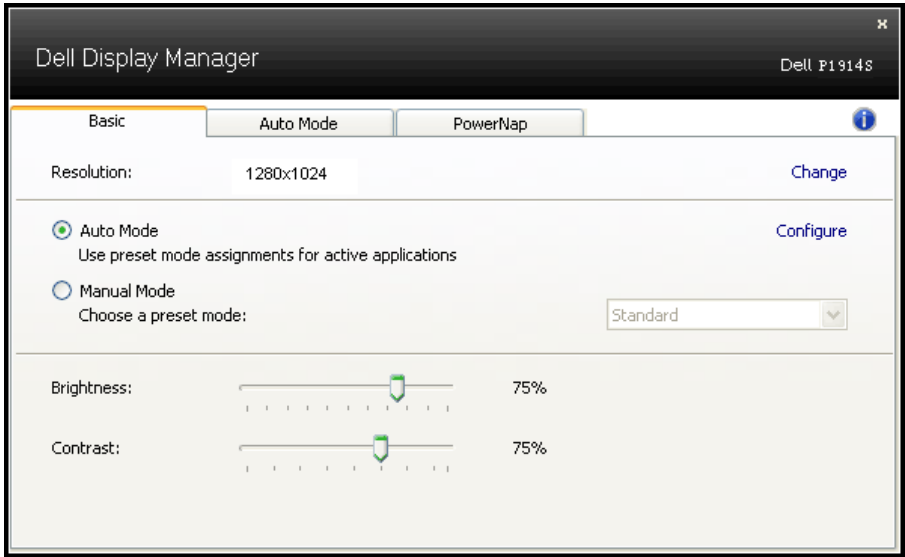 x
Dell Display Manager
Dell P1914S
Basic
Auto Mode
PowerNap
i
Resolution:
1280x1024
Change
Auto Mode
Configure
Use preset mode assignments for active applications
Manual Mode
Choose a preset mode:
Standard
Brightness:
75%
Contrast:
75%